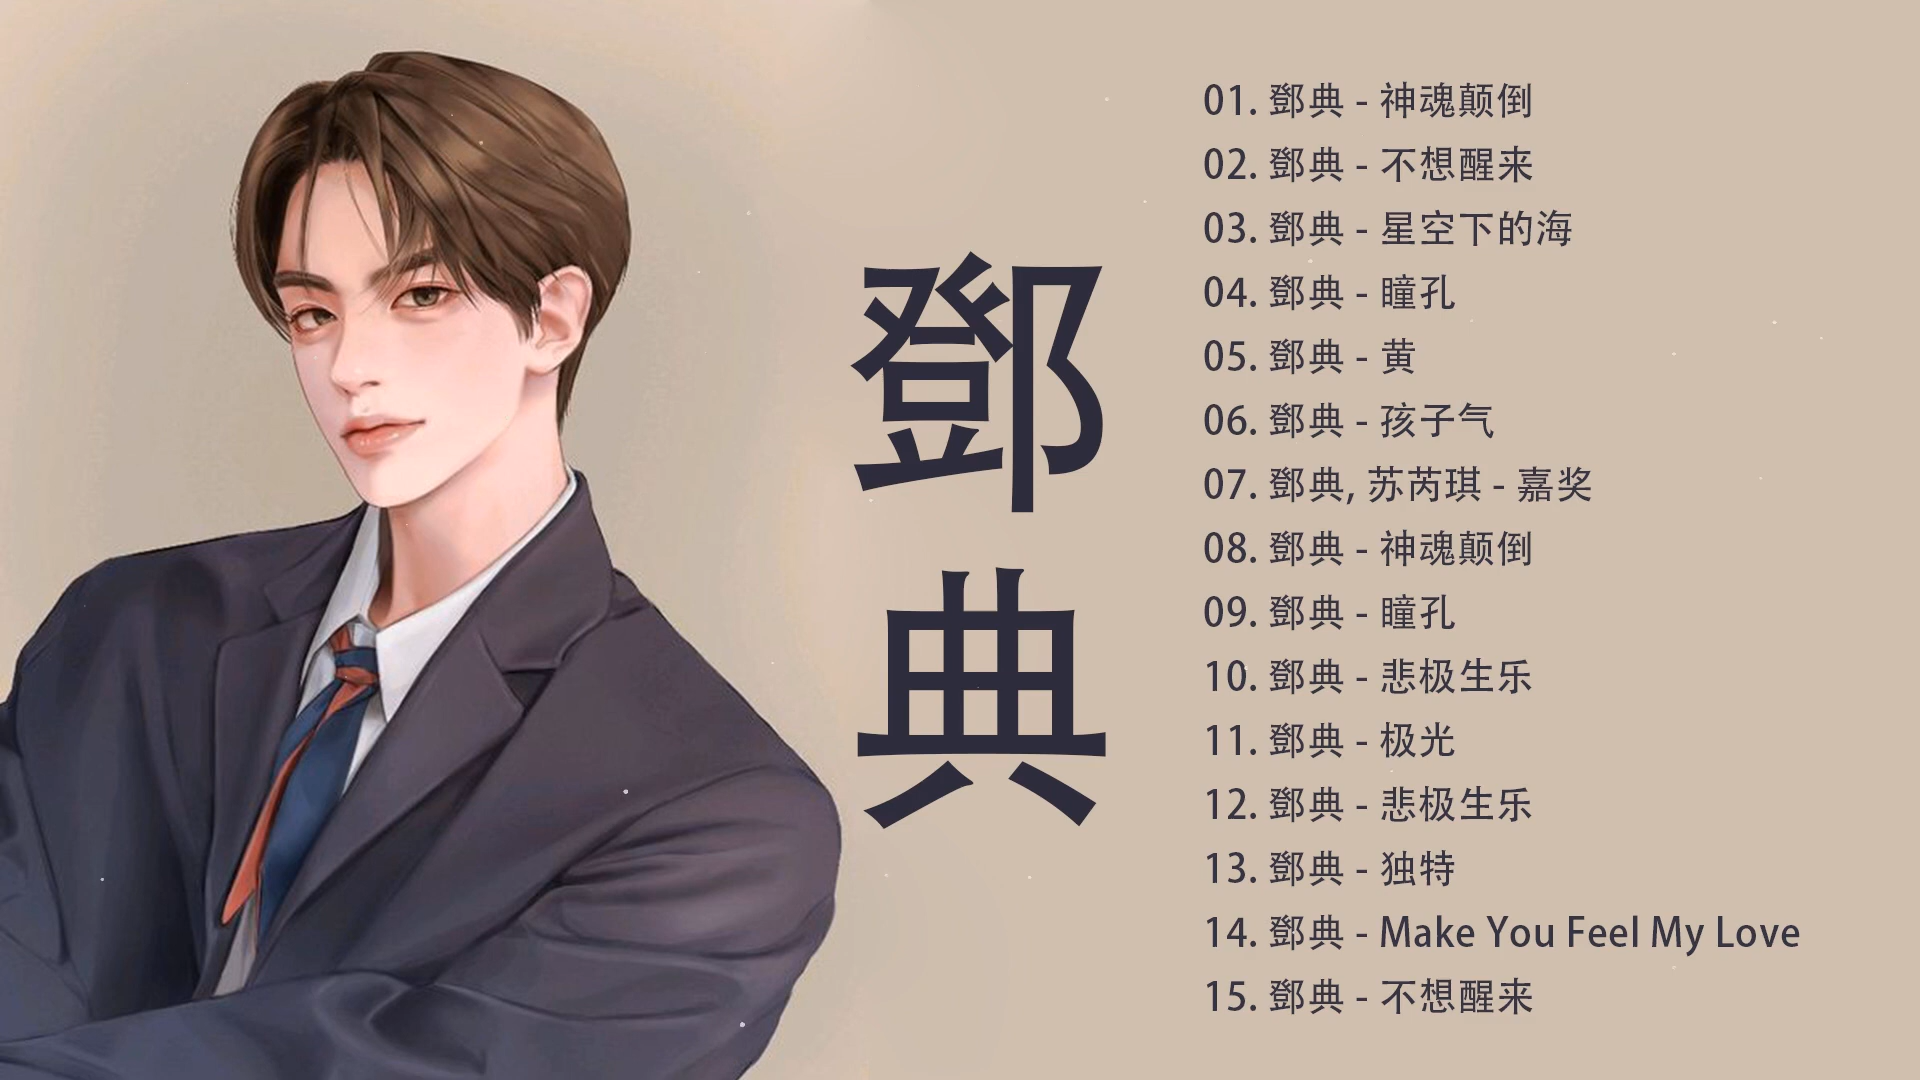 鄧
典
01. 鄧典 - 神魂颠倒
02. 鄧典 - 不想醒来
03. 鄧典 - 星空下的海
04. 鄧典 - 瞳孔
05. 鄧典 - 黄
06. 鄧典 - 孩子气
07. 鄧典, 苏芮琪 - 嘉奖
08. 鄧典 - 神魂颠倒
09. 鄧典 - 瞳孔
10. 鄧典 - 悲极生乐
11. 鄧典 - 极光
12. 鄧典 - 悲极生乐
13. 鄧典 - 独特
14. 鄧典 - Make You Feel My Love
15. 鄧典 - 不想醒来